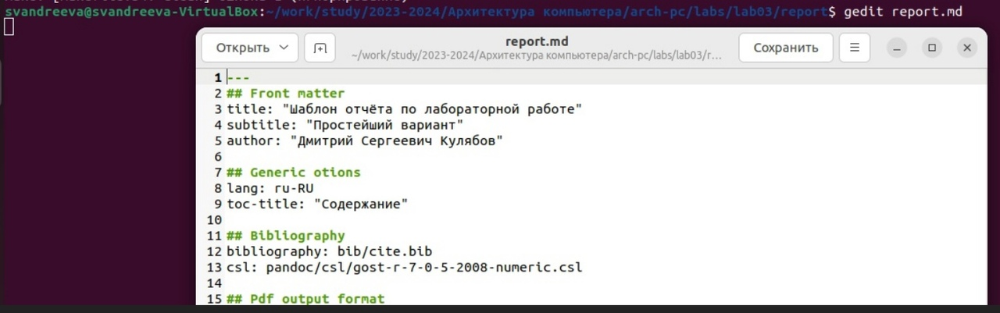 svandreeva@svandreeva-VirtualBox:~/work/study/2023-2024/Архитектура компьютера/arch-pc/labs/lab03/report$ gedit report.md
Открыть
report.md
~/work/study/2023-2024/Архитектура компьютера/arch-pc/labs/lab03/r…
Сохранить
1 ---
2 ## Front matter
3 title: "Шаблон отчёта по лабораторной работе"
4 subtitle: "Простейший вариант"
5 author: "Дмитрий Сергеевич Кулябов"
6
7 ## Generic otions
8 lang: ru-RU
9 toc-title: "Содержание"
10
11 ## Bibliography
12 bibliography: bib/cite.bib
13 csl: pandoc/csl/gost-r-7-0-5-2008-numeric.csl
14
15 ## Pdf output format